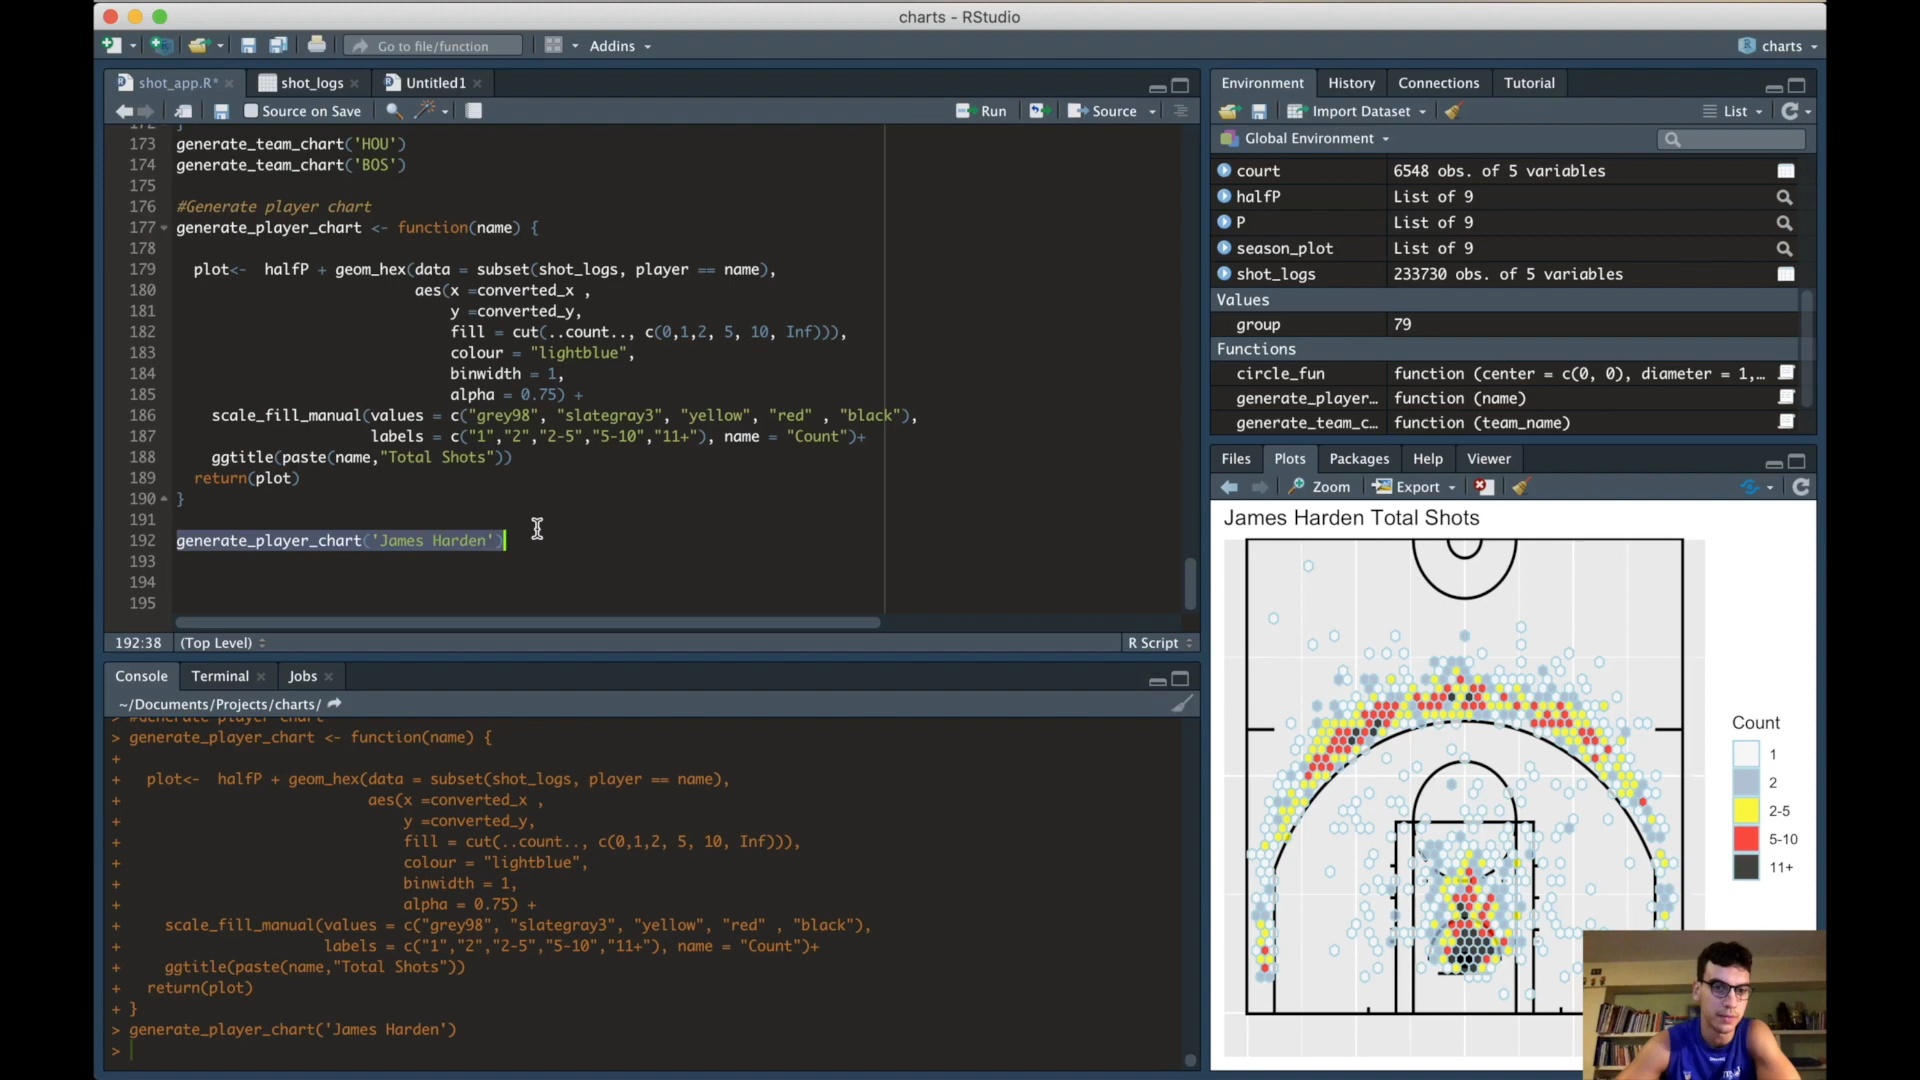 charts - RStudio
Go to file/function
Addins
charts
shot_app.R*
shot_logs
Untitled1
Source on Save
Run
Source
172 }
173 generate_team_chart('HOU')
174 generate_team_chart('BOS')
175
176 #Generate player chart
177 generate_player_chart <- function(name) {
178
179 plot<- halfP + geom_hex(data = subset(shot_logs, player == name),
180 aes(x =converted_x ,
181 y =converted_y,
182 fill = cut(..count.., c(0,1,2, 5, 10, Inf))),
183 colour = "lightblue",
184 binwidth = 1,
185 alpha = 0.75) +
186 scale_fill_manual(values = c("grey98", "slategray3", "yellow", "red" , "black"),
187 labels = c("1","2","2-5","5-10","11+"), name = "Count")+
188 ggtitle(paste(name,"Total Shots"))
189 return(plot)
190 }
191
192 generate_player_chart('James Harden')
193
194
195
192:38 (Top Level)
R Script
Console
Terminal
Jobs
~/Documents/Projects/charts/
> #Generate player chart
> generate_player_chart <- function(name) {
+
+ plot<- halfP + geom_hex(data = subset(shot_logs, player == name),
+ aes(x =converted_x ,
+ y =converted_y,
+ fill = cut(..count.., c(0,1,2, 5, 10, Inf))),
+ colour = "lightblue",
+ binwidth = 1,
+ alpha = 0.75) +
+ scale_fill_manual(values = c("grey98", "slategray3", "yellow", "red" , "black"),
+ labels = c("1","2","2-5","5-10","11+"), name = "Count")+
+ ggtitle(paste(name,"Total Shots"))
+ return(plot)
+ }
> generate_player_chart('James Harden')
>
Environment
History
Connections
Tutorial
Import Dataset
List
Global Environment
court 6548 obs. of 5 variables
halfP List of 9
P List of 9
season_plot List of 9
shot_logs 233730 obs. of 5 variables
Values
group 79
Functions
circle_fun function (center = c(0, 0), diameter = 1,…
generate_player… function (name)
generate_team_c… function (team_name)
Files
Plots
Packages
Help
Viewer
Zoom
Export
James Harden Total Shots
Count
1
2
2-5
5-10
11+